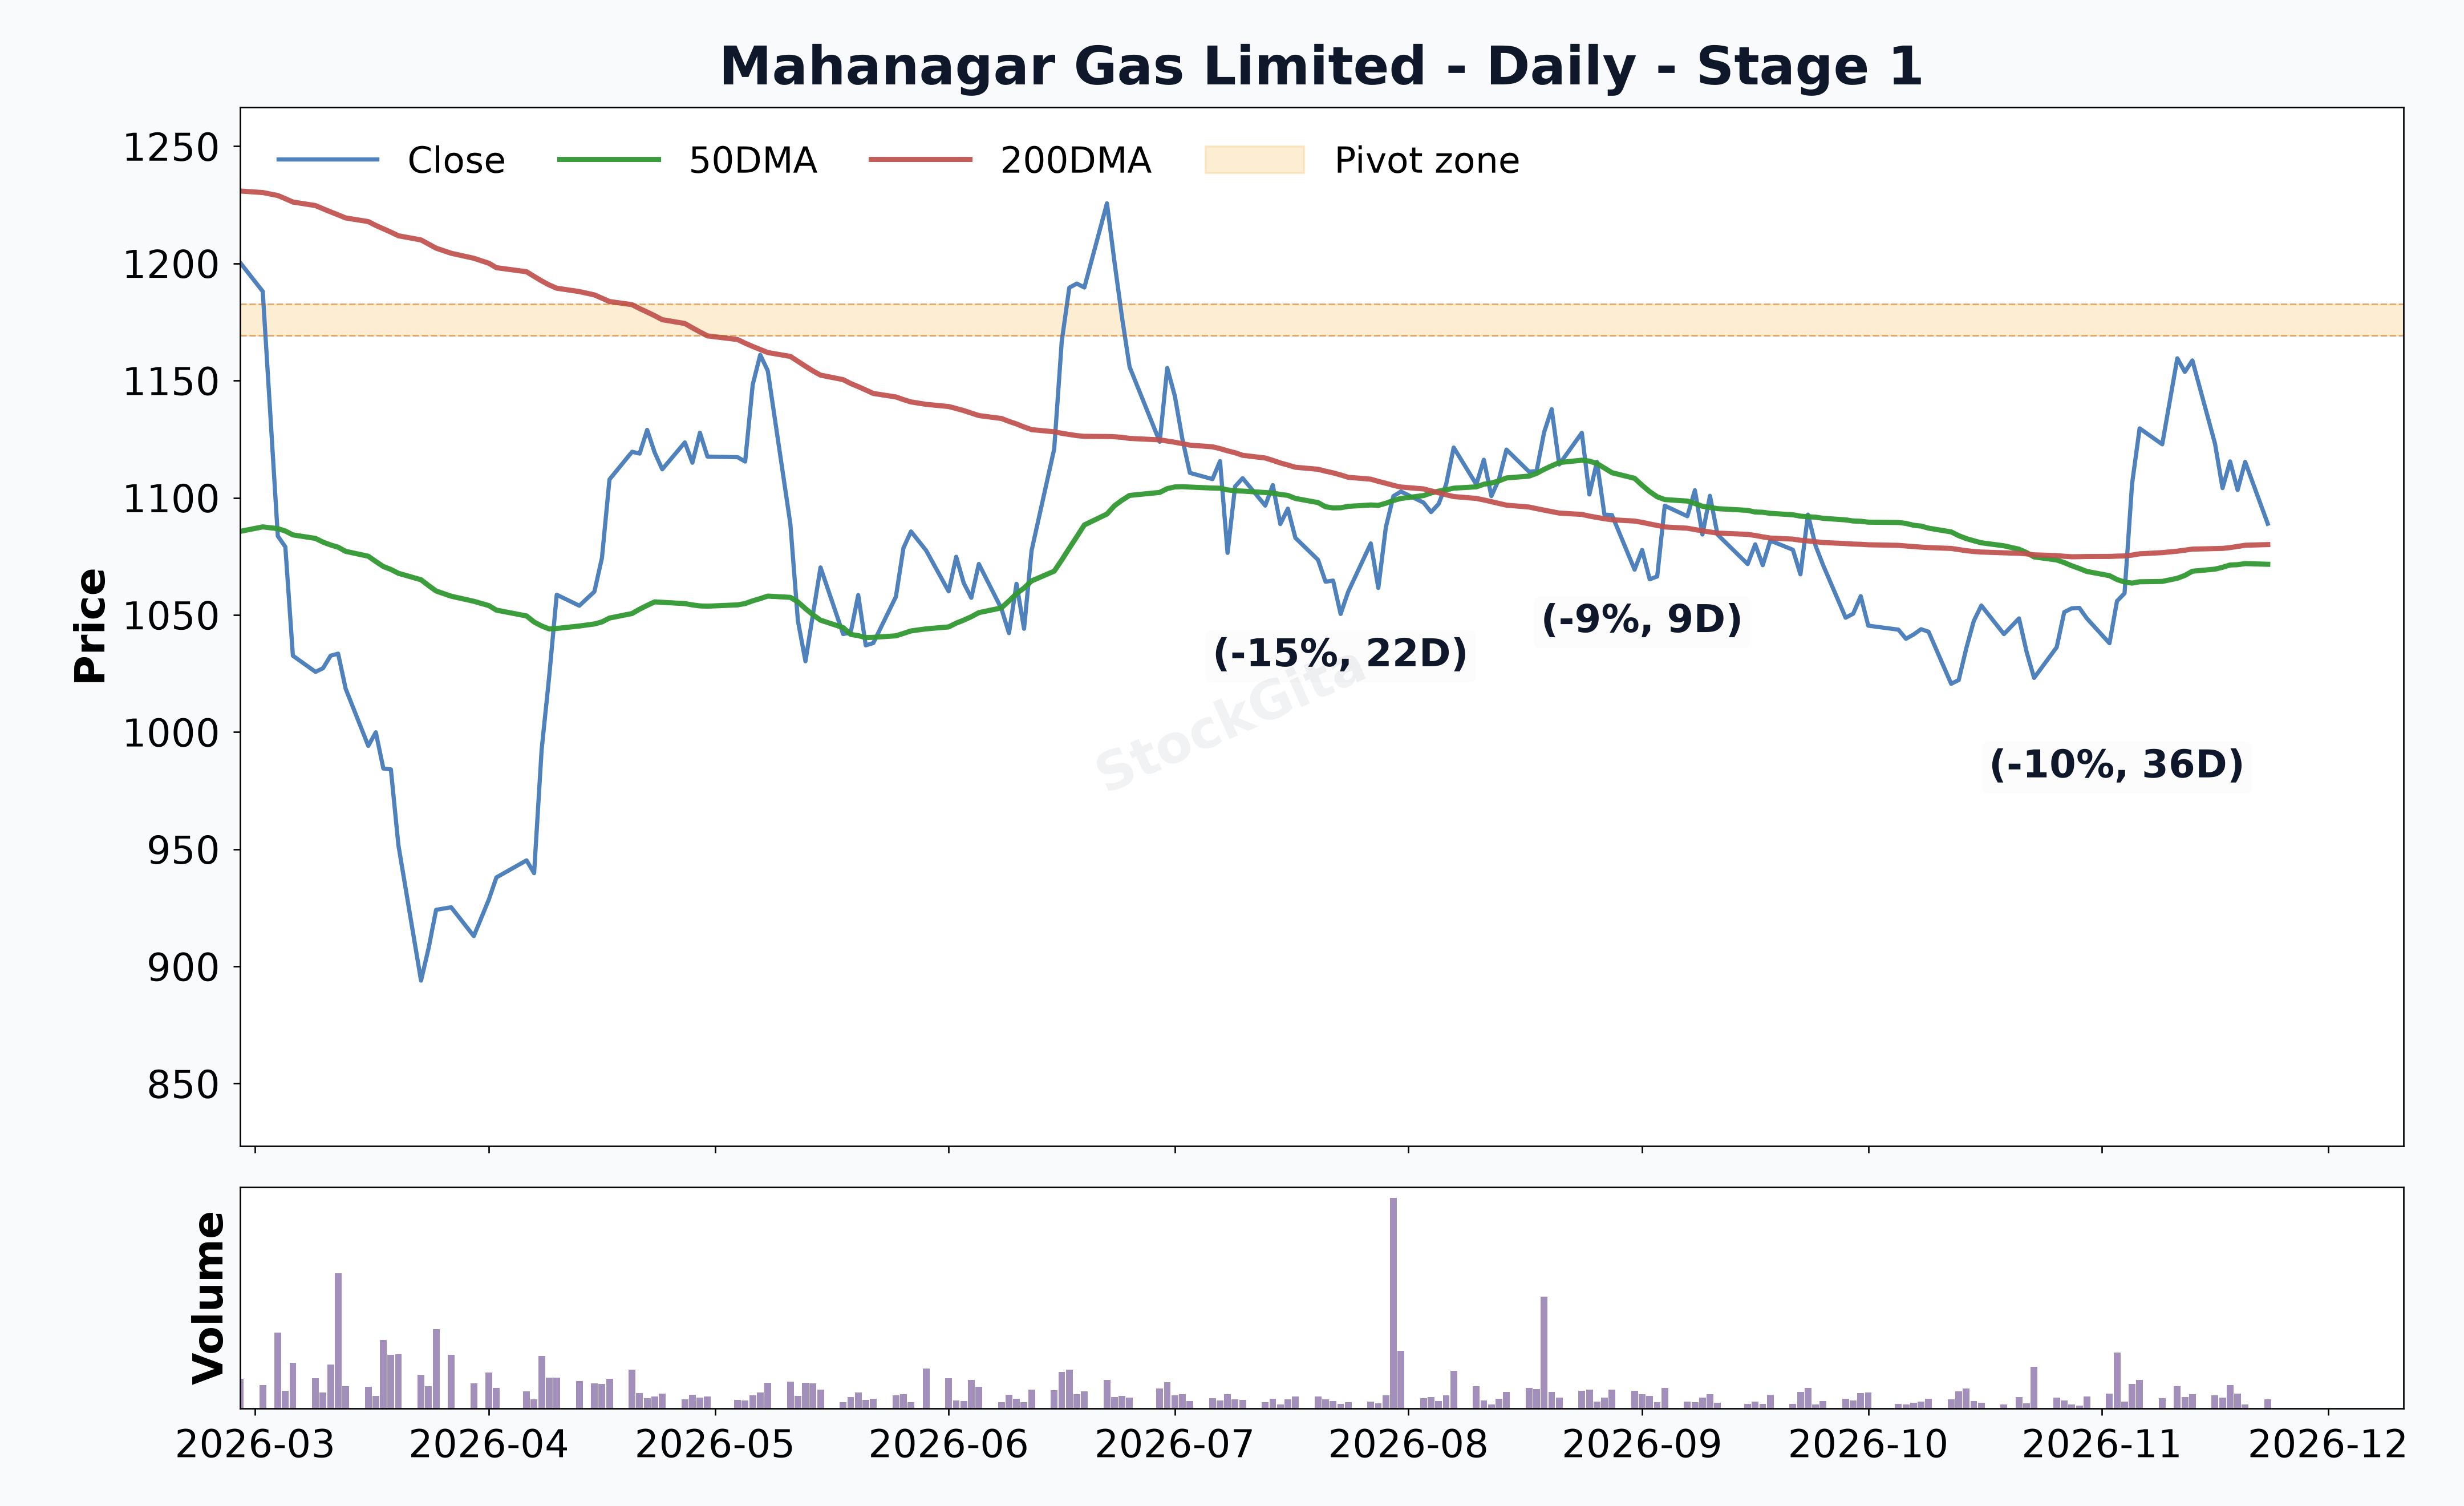 Mahanagar Gas Limited - Daily - Stage 1
Close 50DMA 200DMA Pivot zone
1250
1200
1150
1100
1050
1000
950
900
850
Price
(-15%, 22D)
(-9%, 9D)
(-10%, 36D)
StockGita
Volume
2026-03 2026-04 2026-05 2026-06 2026-07 2026-08 2026-09 2026-10 2026-11 2026-12